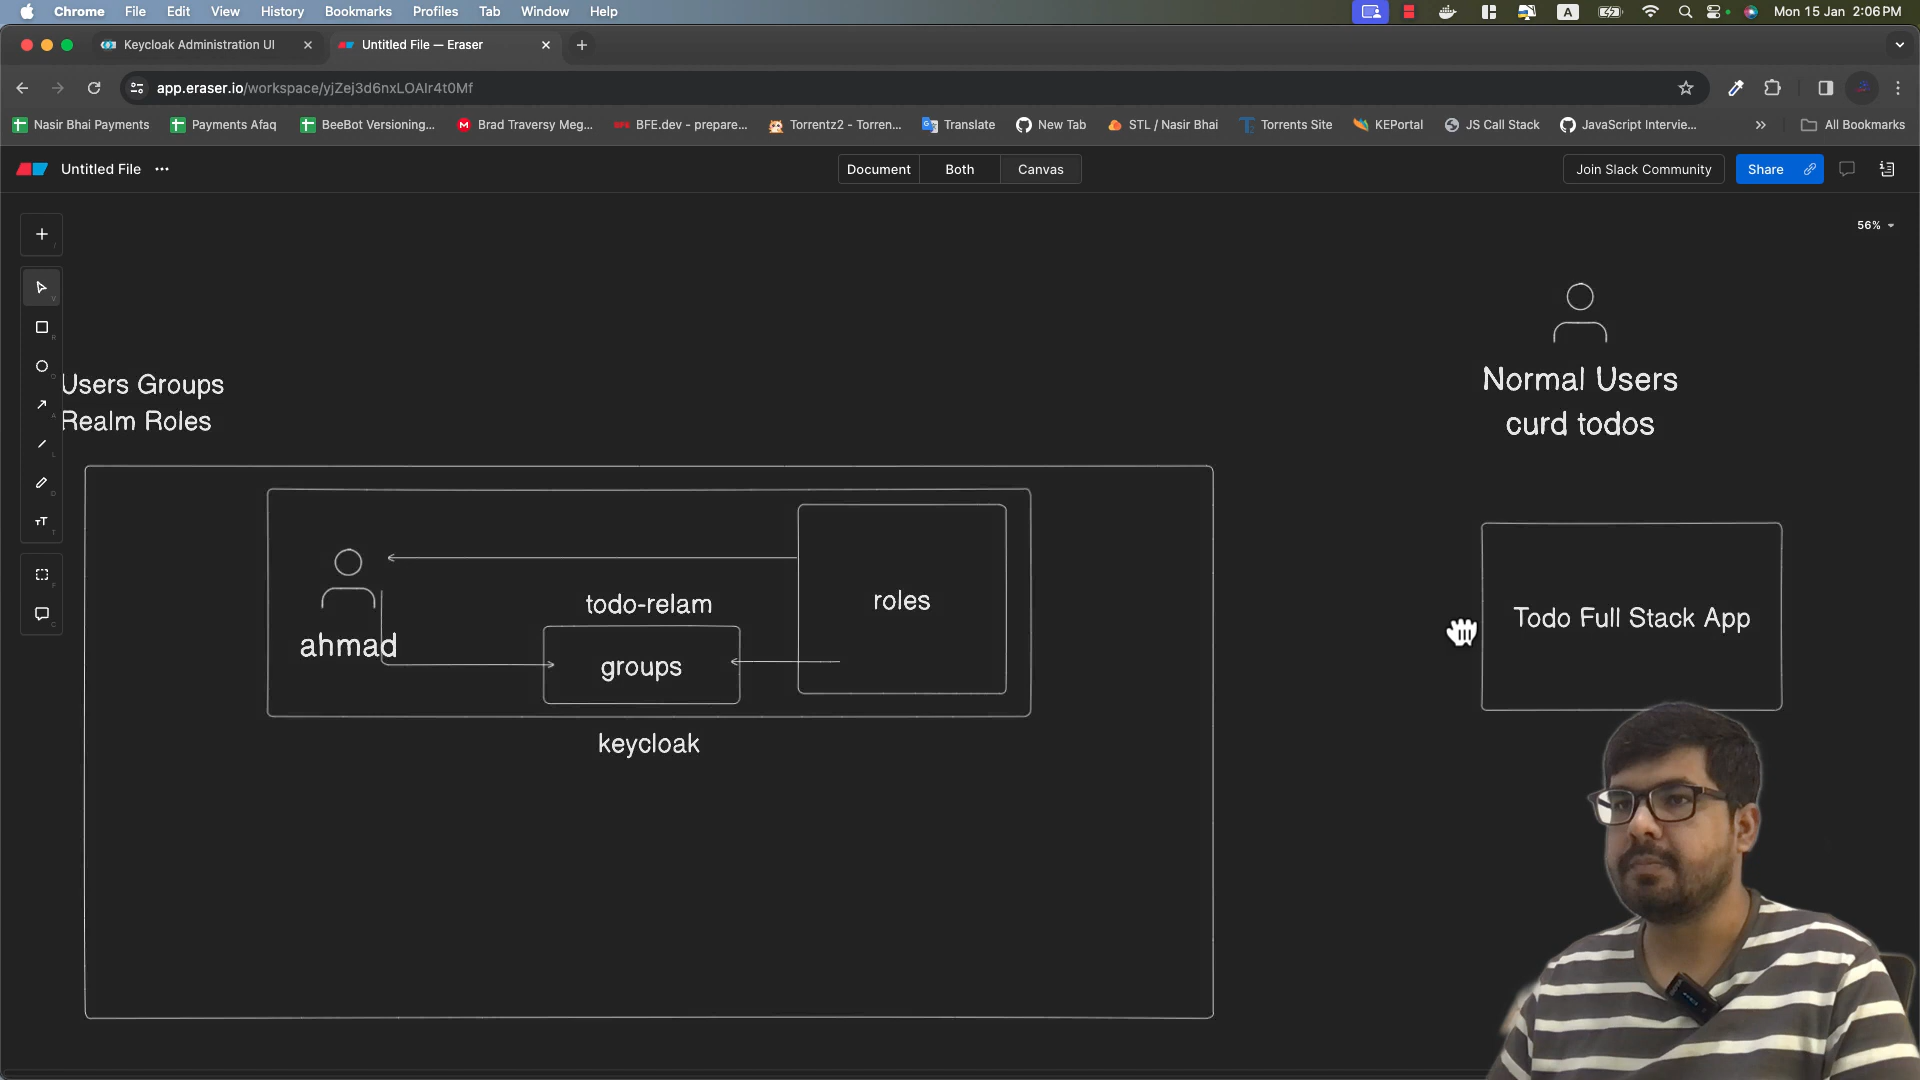 Chrome File Edit View History Bookmarks Profiles Tab Window Help
A
Mon 15 Jan 2:06 PM
Keycloak Administration UI
Untitled File — Eraser
app.eraser.io/workspace/yjZej3d6nxLOAIr4t0Mf
Nasir Bhai Payments
Payments Afaq
BeeBot Versioning...
Brad Traversy Meg...
BFE.dev - prepare...
Torrentz2 - Torren...
Translate
New Tab
STL / Nasir Bhai
Torrents Site
KEPortal
JS Call Stack
JavaScript Intervie...
All Bookmarks
Untitled File
Document
Both
Canvas
Join Slack Community
Share
56%
Users Groups
Realm Roles
Normal Users
curd todos
roles
todo-relam
ahmad
groups
keycloak
Todo Full Stack App